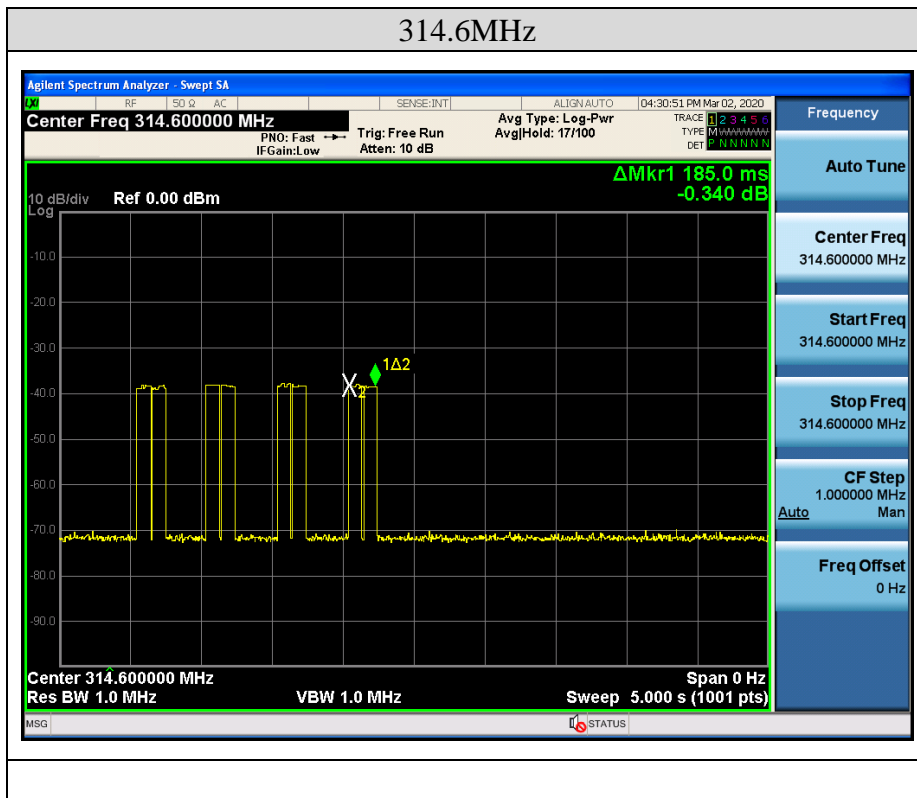 314.6MHz
Agilent Spectrum Analyzer - Swept SA
LXI RF 50 Ω AC SENSE:INT ALIGN AUTO 04:30:51 PM Mar 02, 2020
Center Freq 314.600000 MHz
PNO: Fast
IFGain:Low
Trig: Free Run
Atten: 10 dB
Avg Type: Log-Pwr
Avg|Hold: 17/100
TRACE 1 2 3 4 5 6
TYPE M WWWWW
DET P N N N N N
ΔMkr1 185.0 ms
-0.340 dB
10 dB/div Ref 0.00 dBm
Log
-10.0
-20.0
-30.0
1Δ2
X2
-40.0
-50.0
-60.0
-70.0
-80.0
-90.0
Center 314.600000 MHz Span 0 Hz
Res BW 1.0 MHz VBW 1.0 MHz Sweep 5.000 s (1001 pts)
MSG STATUS
Frequency
Auto Tune
Center Freq
314.600000 MHz
Start Freq
314.600000 MHz
Stop Freq
314.600000 MHz
CF Step
1.000000 MHz
Auto Man
Freq Offset
0 Hz